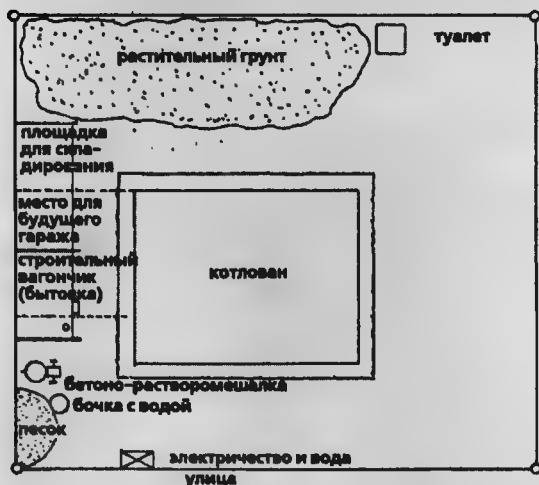 туалет
растительный грунт
площадка
для скла-
дирования
место для
будущего
гаража
строительный
вагончик
(бытовка)
котлован
бетоно-растворомешалка
бочка с водой
песок
электричество и вода
улица